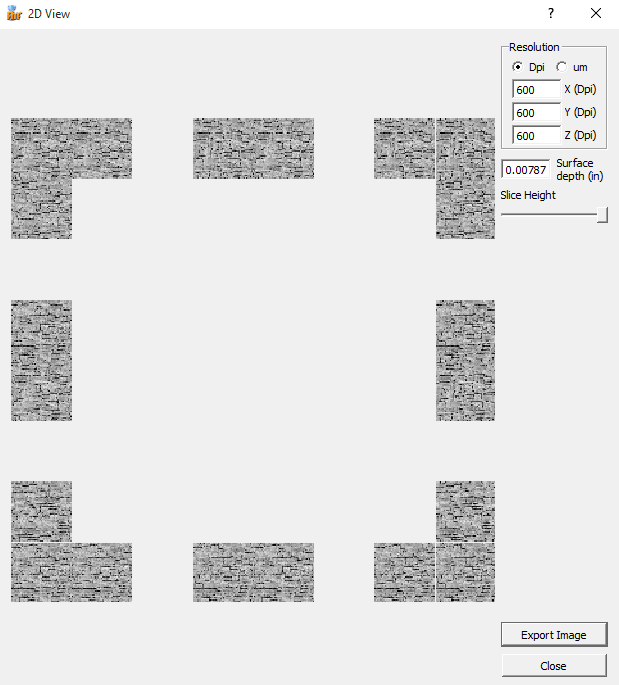 2D View
?
Resolution
Dpi um
600 X (Dpi)
600 Y (Dpi)
600 Z (Dpi)
0.00787 Surface
depth (in)
Slice Height
Export Image
Close